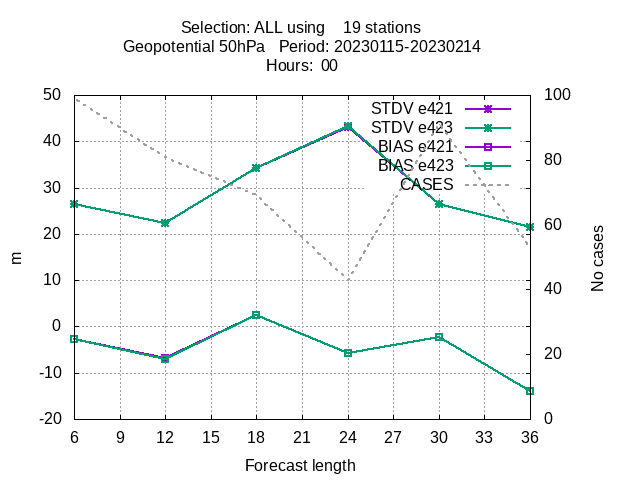 Selection: ALL using    19 stations
Geopotential 50hPa   Period: 20230115-20230214
Hours:  00
50
40
30
20
10
0
-10
-20
m
100
80
60
40
20
0
No cases
STDV e421
STDV e423
BIAS e421
BIAS e423
CASES
6 9 12 15 18 21 24 27 30 33 36
Forecast length